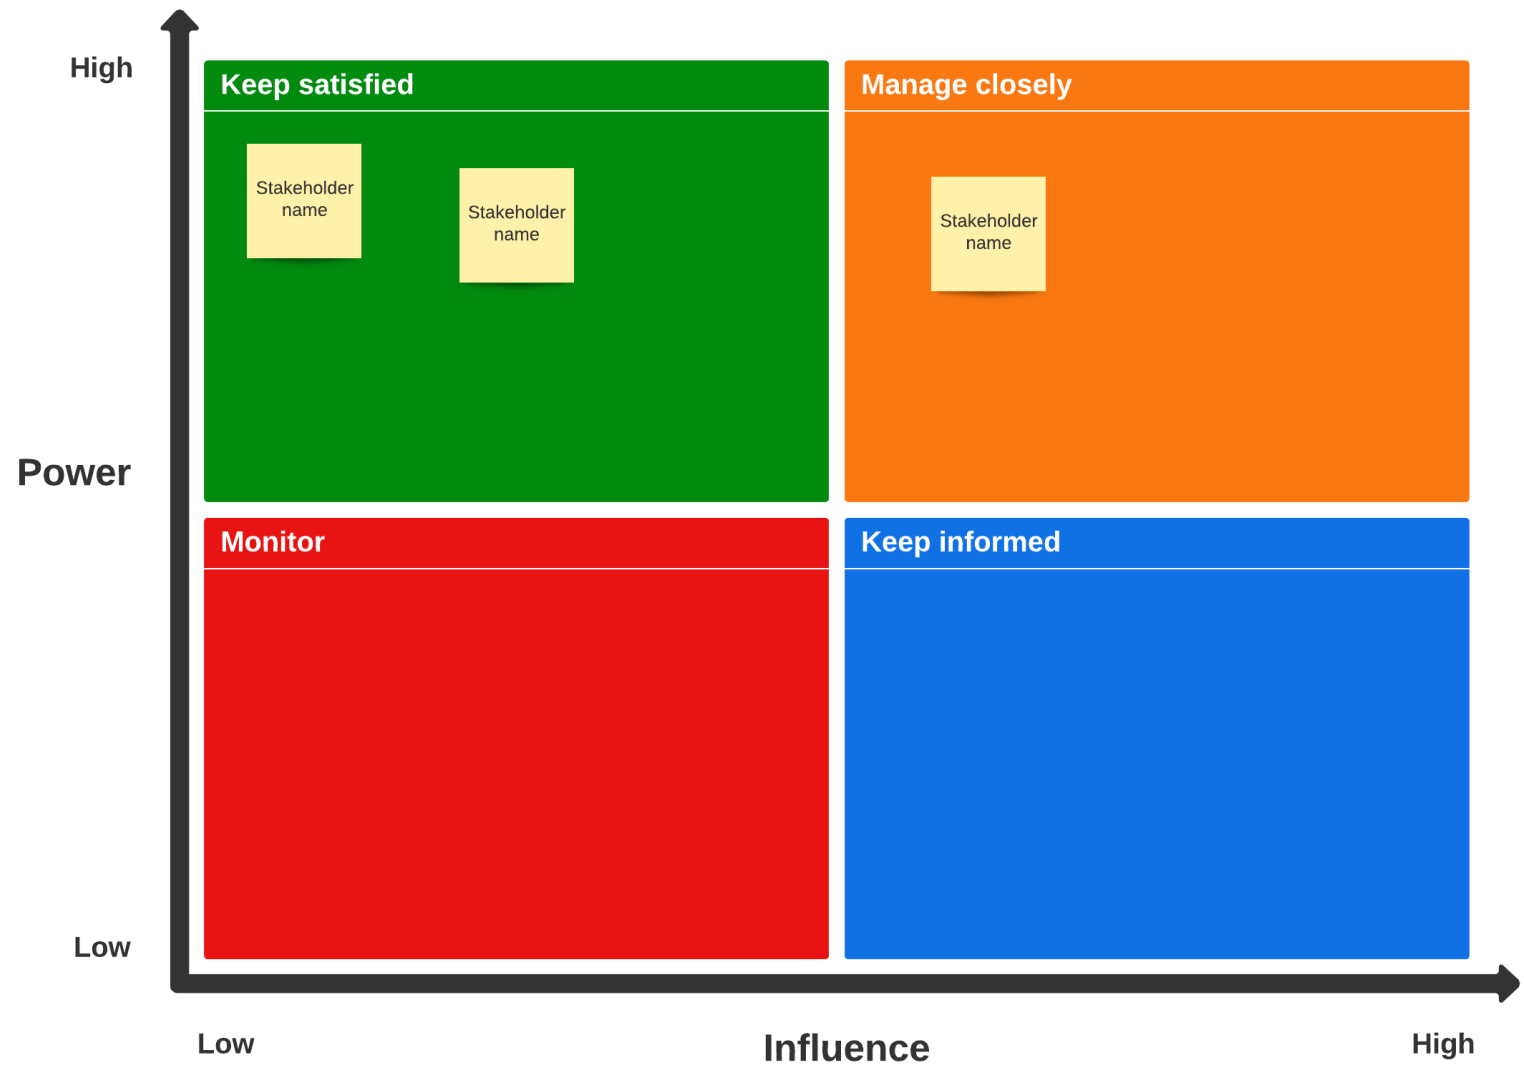 High
Keep satisfied
Manage closely
Stakeholder
name
Stakeholder
name
Stakeholder
name
Power
Monitor
Keep informed
Low
Low
Influence
High